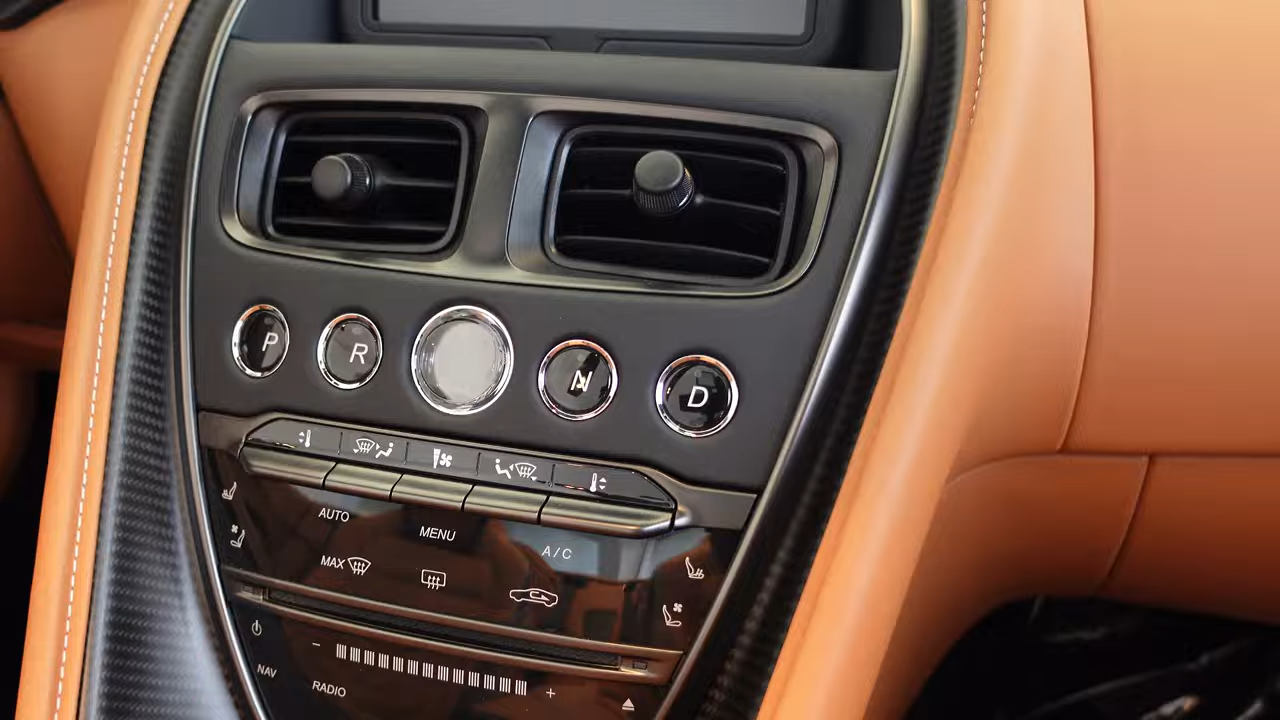 P R N D
AUTO
MENU
A/C
MAX
NAV
RADIO
- +